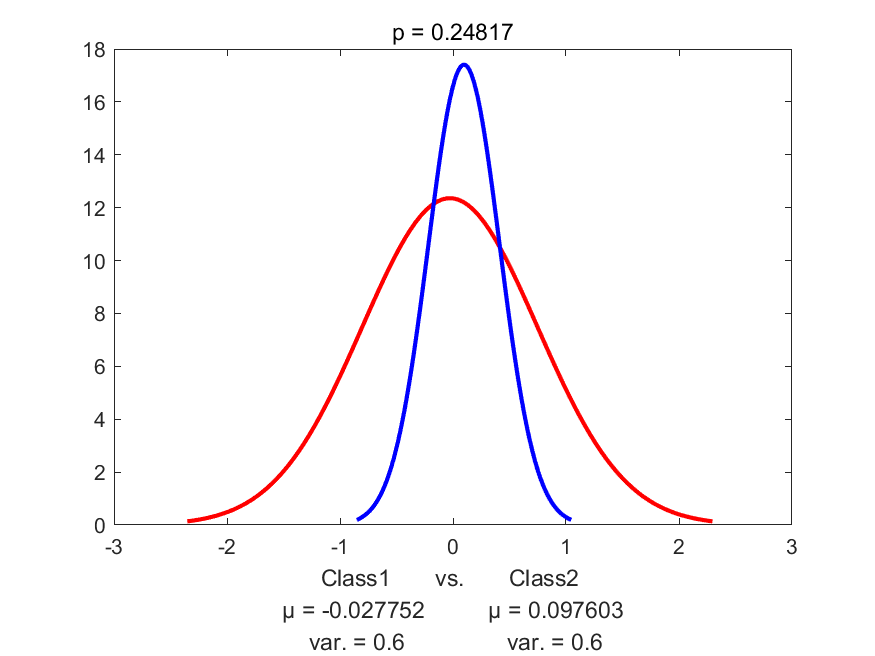 p = 0.24817
18
16
14
12
10
8
6
4
2
0
-3 -2 -1 0 1 2 3
Class1 vs. Class2
μ = -0.027752 μ = 0.097603
var. = 0.6 var. = 0.6